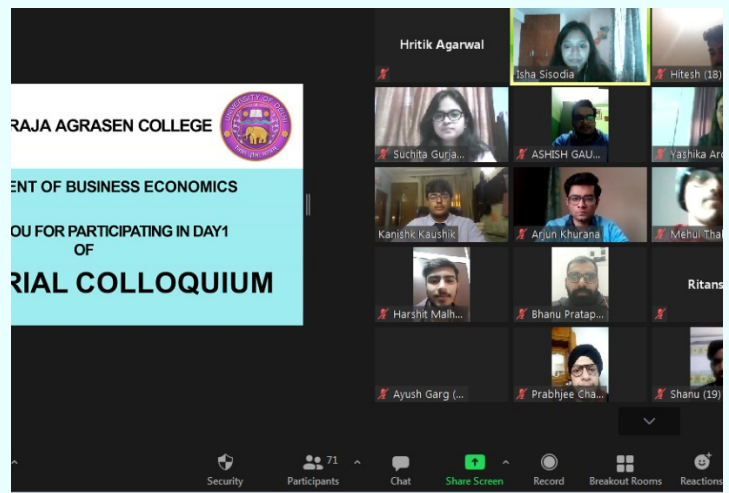 RAJA AGRASEN COLLEGE
UNIVERSITY OF DELHI
ENT OF BUSINESS ECONOMICS
OU FOR PARTICIPATING IN DAY1
OF
RIAL COLLOQUIUM
Hritik Agarwal
Isha Sisodia
Hitesh (18)
Suchita Gurja...
ASHISH GAU...
Yashika Aro
Kanishk Kaushik
Arjun Khurana
Mehul Thal
Harshit Malh...
Bhanu Pratap...
Ritans
Ayush Garg (...
Prabhjee Cha...
Shanu (19)
Security
71
Participants
Chat
Share Screen
Record
Breakout Rooms
Reactions